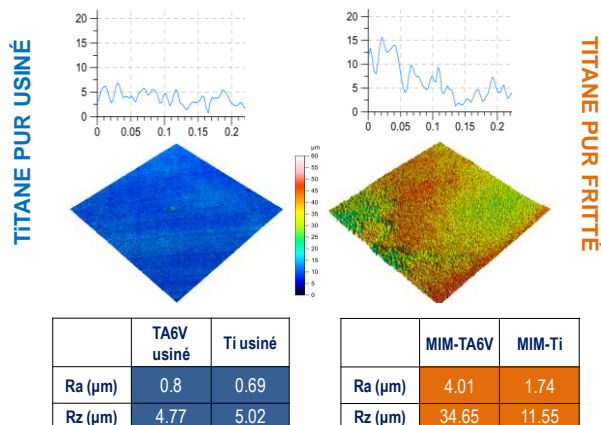 TiTANE PUR USINÉ
20
15
10
5
0
0 0.05 0.1 0.15 0.2
20
15
10
5
0
0 0.05 0.1 0.15 0.2
TITANE PUR FRITTÉ
µm
60
55
50
45
40
35
30
25
20
15
10
5
0
TA6V usiné Ti usiné
Ra (µm) 0.8 0.69
Rz (µm) 4.77 5.02
MIM-TA6V MIM-Ti
Ra (µm) 4.01 1.74
Rz (µm) 34.65 11.55